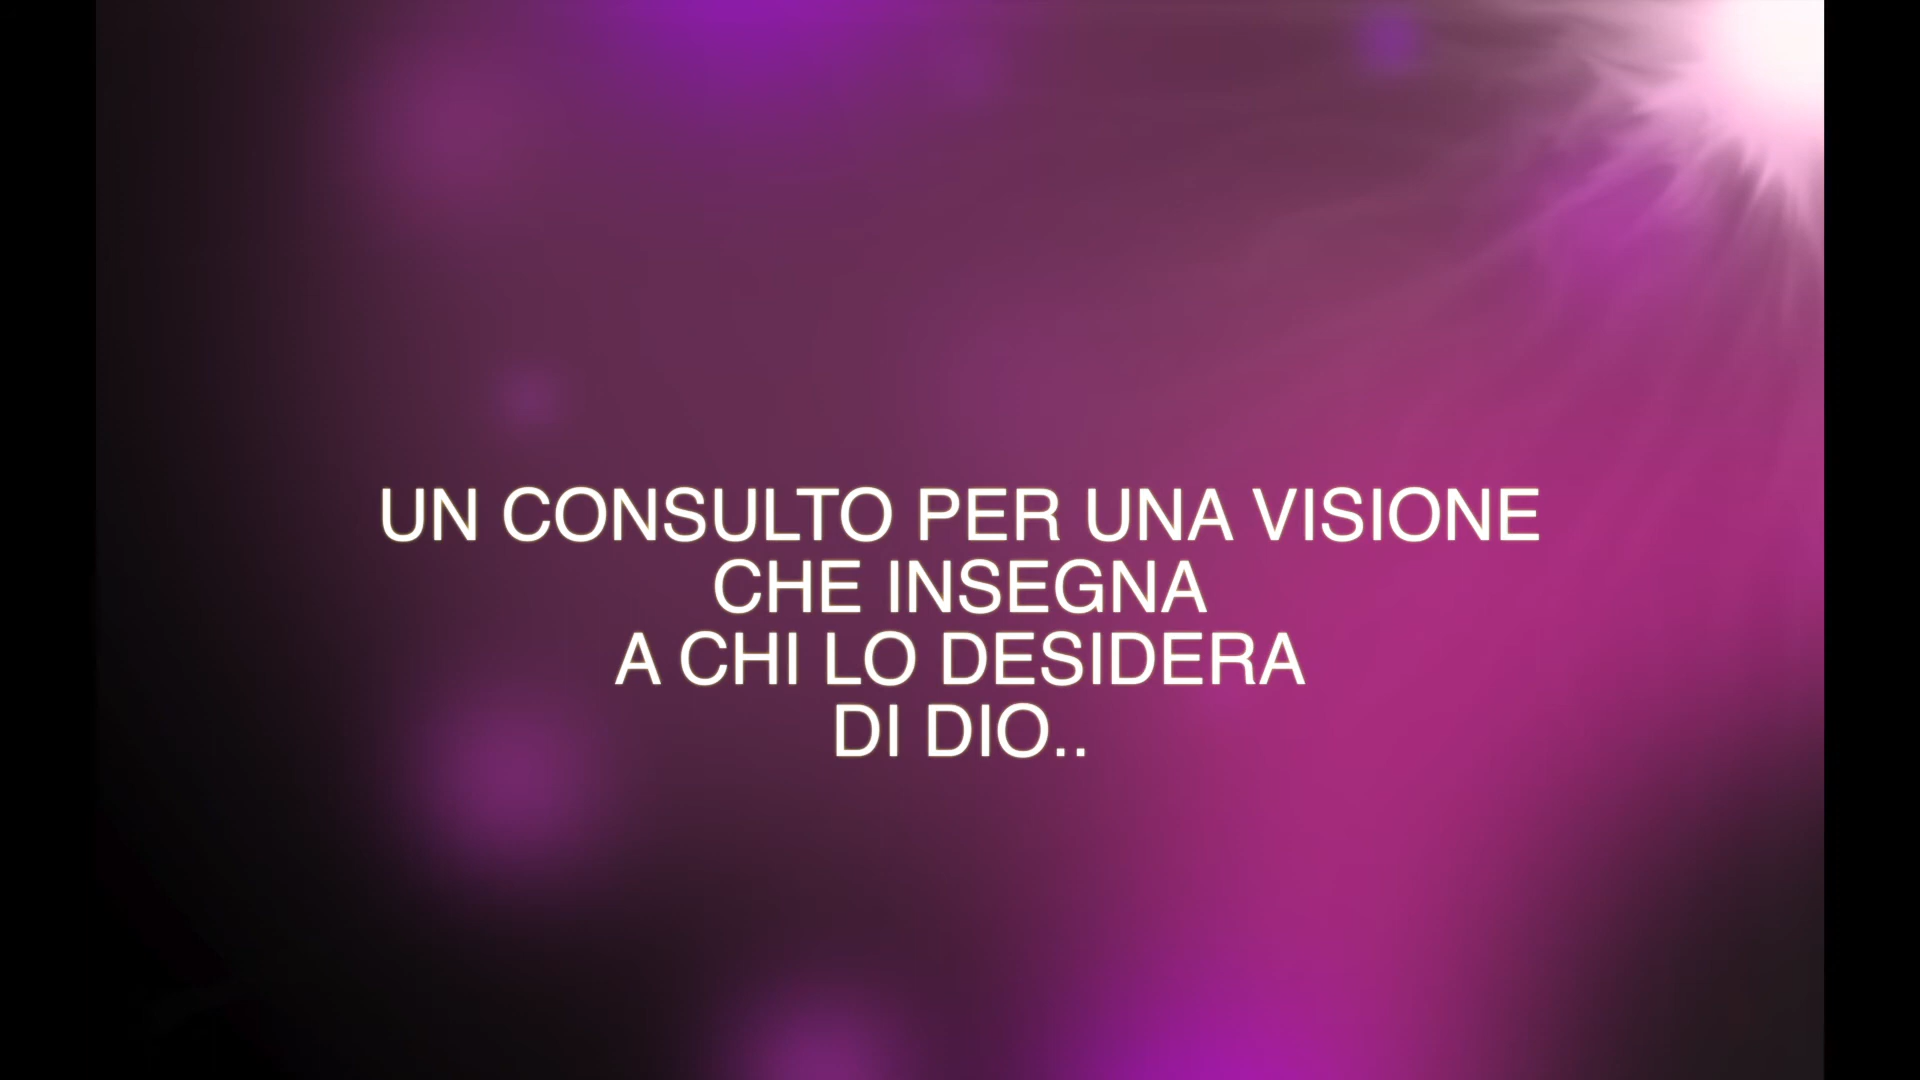 UN CONSULTO PER UNA VISIONE
CHE INSEGNA
A CHI LO DESIDERA
DI DIO..